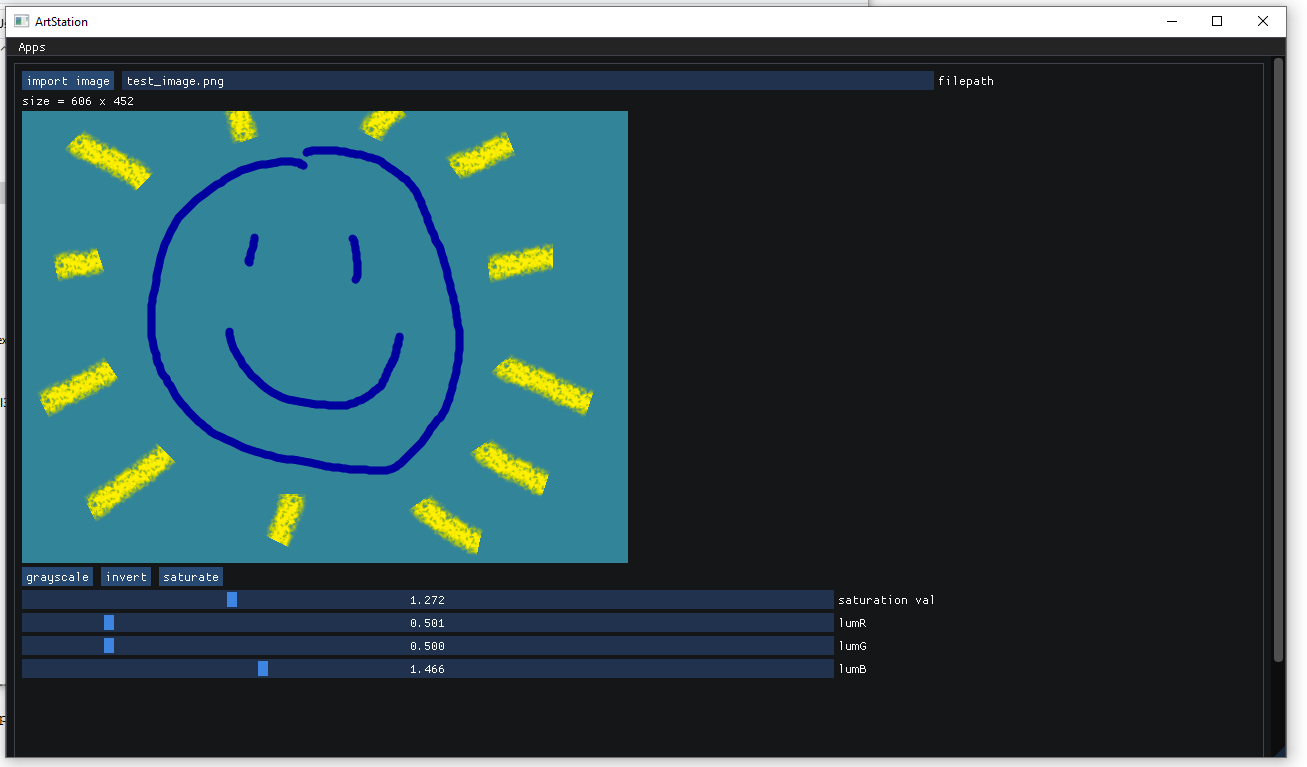 ArtStation
Apps
import image test_image.png filepath
size = 606 x 452
grayscale invert saturate
1.272 saturation val
0.501 lumR
0.500 lumG
1.466 lumB